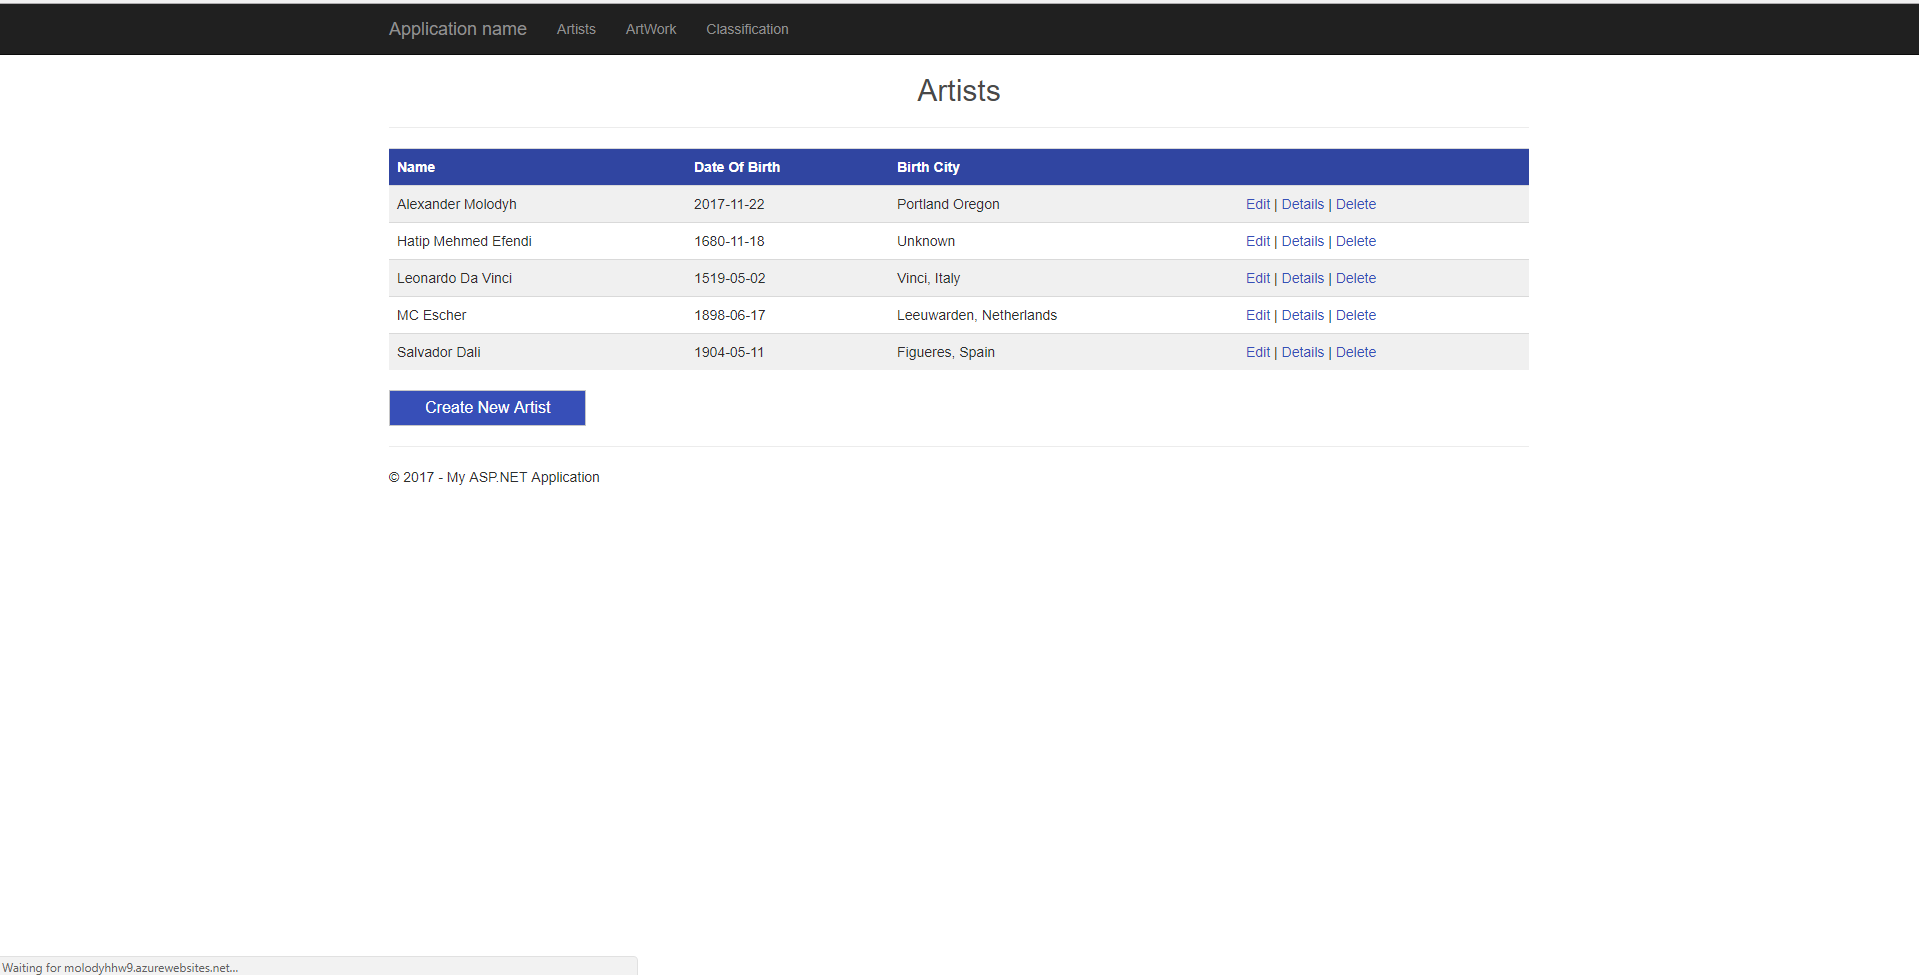 Application name Artists ArtWork Classification
Artists
Name Date Of Birth Birth City
Alexander Molodyh 2017-11-22 Portland Oregon Edit | Details | Delete
Hatip Mehmed Efendi 1680-11-18 Unknown Edit | Details | Delete
Leonardo Da Vinci 1519-05-02 Vinci, Italy Edit | Details | Delete
MC Escher 1898-06-17 Leeuwarden, Netherlands Edit | Details | Delete
Salvador Dali 1904-05-11 Figueres, Spain Edit | Details | Delete
Create New Artist
© 2017 - My ASP.NET Application
Waiting for molodyhhw9.azurewebsites.net...